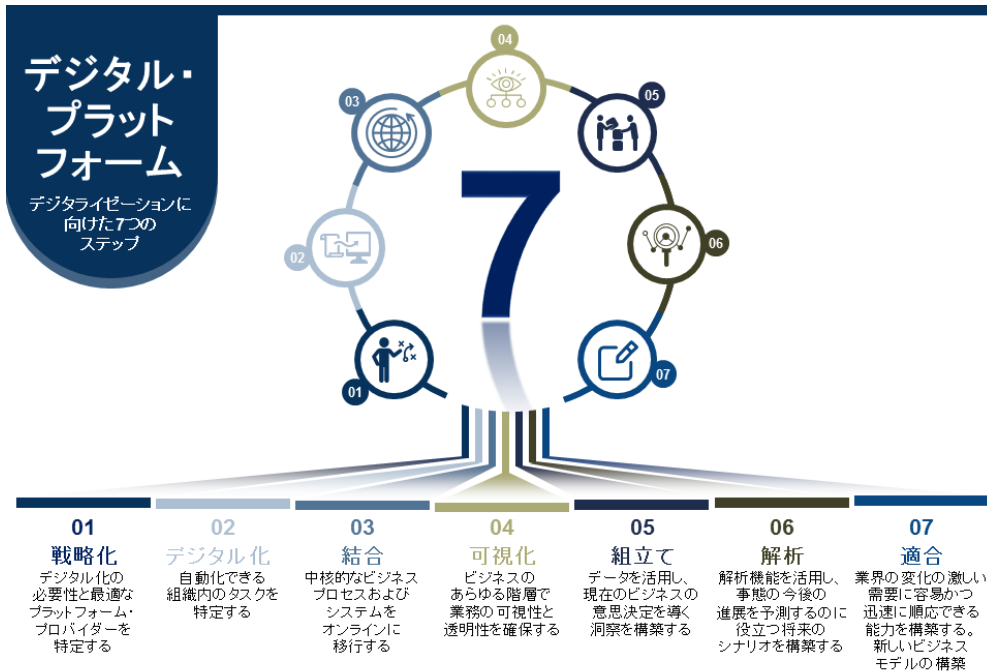 デジタル・
プラット
フォーム
デジタライゼーションに
向けた7つの
ステップ
04
03
05
02
06
01
07
7
01
戦略化
デジタル化の
必要性と最適な
プラットフォーム・
プロバイダーを
特定する
02
デジタル化
自動化できる
組織内のタスクを
特定する
03
結合
中核的なビジネス
プロセスおよび
システムを
オンラインに
移行する
04
可視化
ビジネスの
あらゆる階層で
業務の可視性と
透明性を確保する
05
組立て
データを活用し、
現在のビジネスの
意思決定を導く
洞察を構築する
06
解析
解析機能を活用し、
事態の今後の
進展を予測するのに
役立つ将来の
シナリオを構築する
07
適合
業界の変化の激しい
需要に容易かつ
迅速に順応できる
能力を構築する。
新しいビジネス
モデルの構築